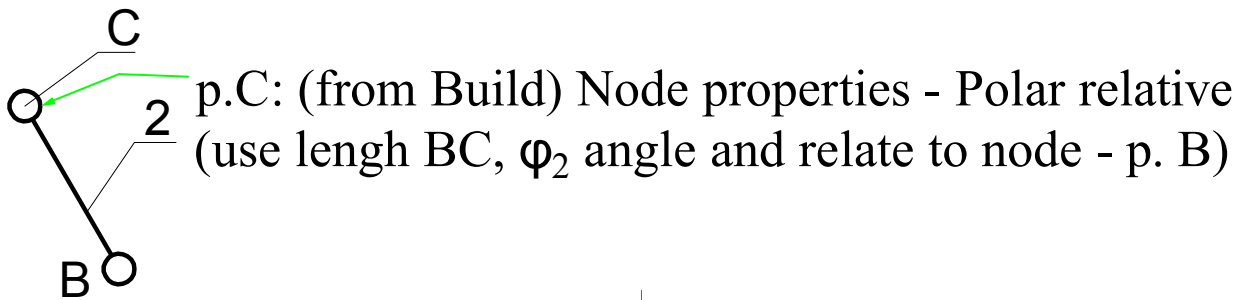 C
p.C: (from Build) Node properties - Polar relative
2
(use lengh BC, φ₂ angle and relate to node - p. B)
B